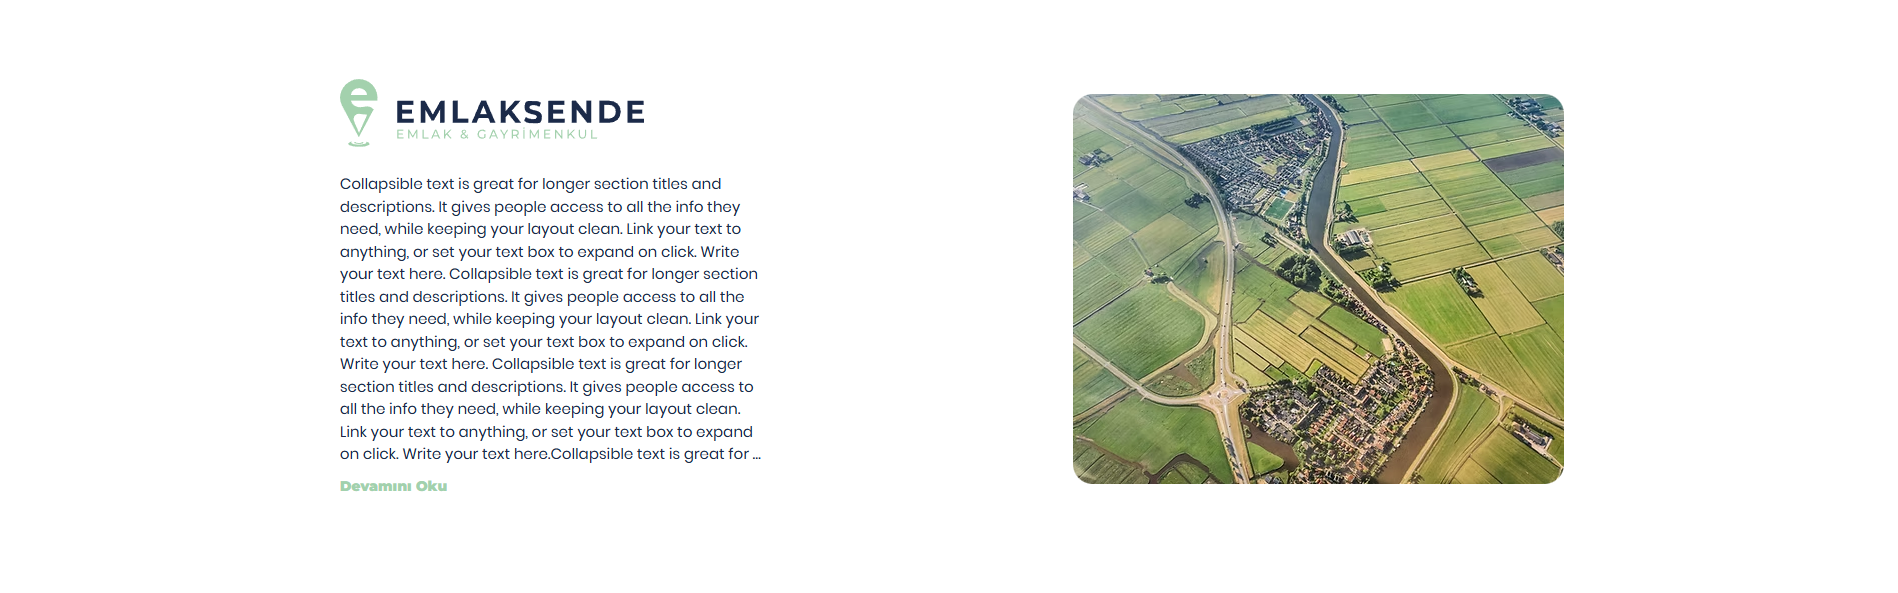 EMLAKSENDE
EMLAK & GAYRİMENKUL
Collapsible text is great for longer section titles and
descriptions. It gives people access to all the info they
need, while keeping your layout clean. Link your text to
anything, or set your text box to expand on click. Write
your text here. Collapsible text is great for longer section
titles and descriptions. It gives people access to all the
info they need, while keeping your layout clean. Link your
text to anything, or set your text box to expand on click.
Write your text here. Collapsible text is great for longer
section titles and descriptions. It gives people access to
all the info they need, while keeping your layout clean.
Link your text to anything, or set your text box to expand
on click. Write your text here.Collapsible text is great for ...
Devamını Oku